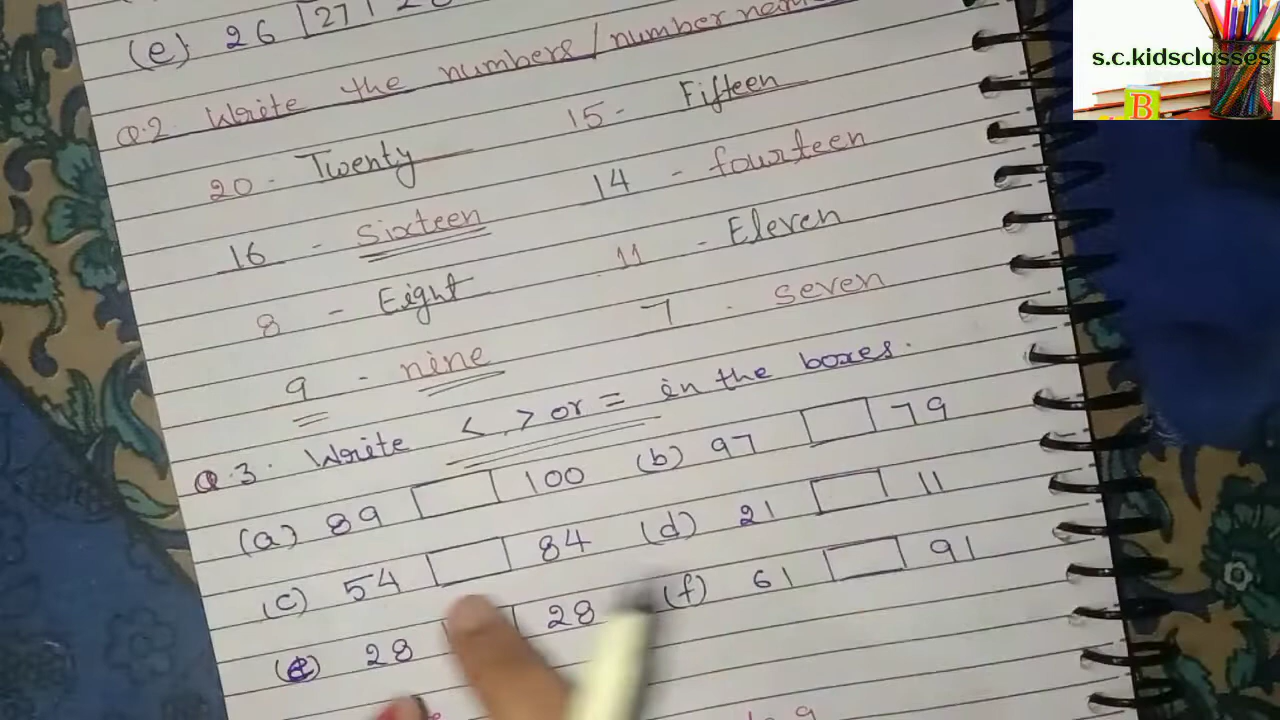 (e) 26 27 28
Q.2 Write the numbers/number name
20 - Twenty 15 - Fifteen
16 - Sixteen 14 - fourteen
8 - Eight 11 - Eleven
9 - nine 7 - seven
Q.3. Write <, > or = in the boxes.
(a) 89 100 (b) 97 79
(c) 54 84 (d) 21 11
(e) 28 28 (f) 61 91
s.c.kidsclasses
B